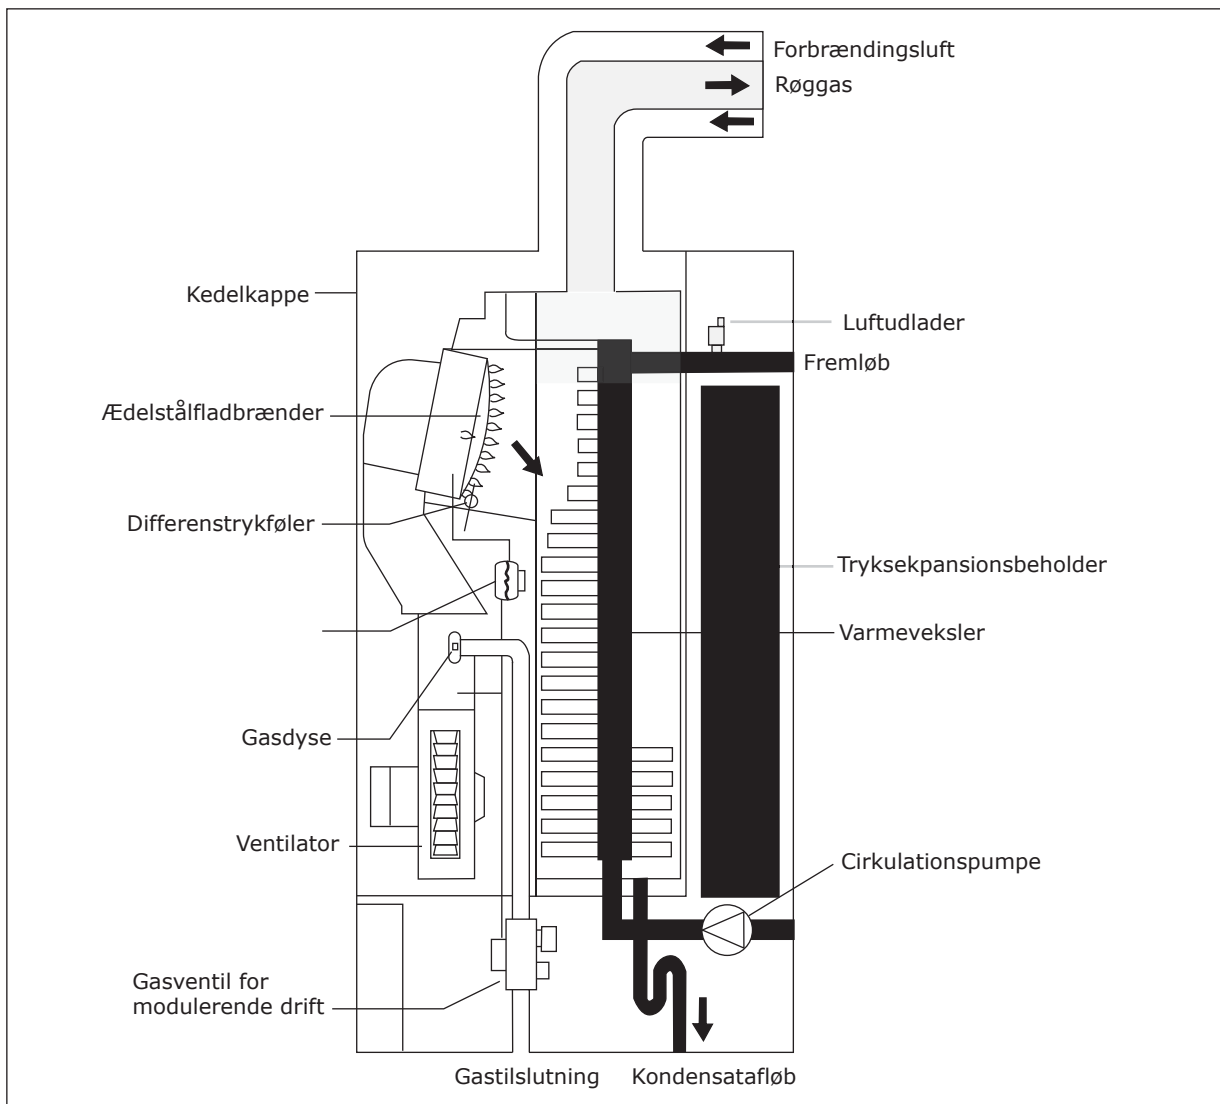 Forbrændingsluft
Røggas
Kedelkappe
Luftudlader
Fremløb
Ædelstålfladbrænder
Differenstrykføler
Tryksekpansionsbeholder
Varmeveksler
Gasdyse
Ventilator
Cirkulationspumpe
Gasventil for
modulerende drift
Gastilslutning
Kondensatafløb